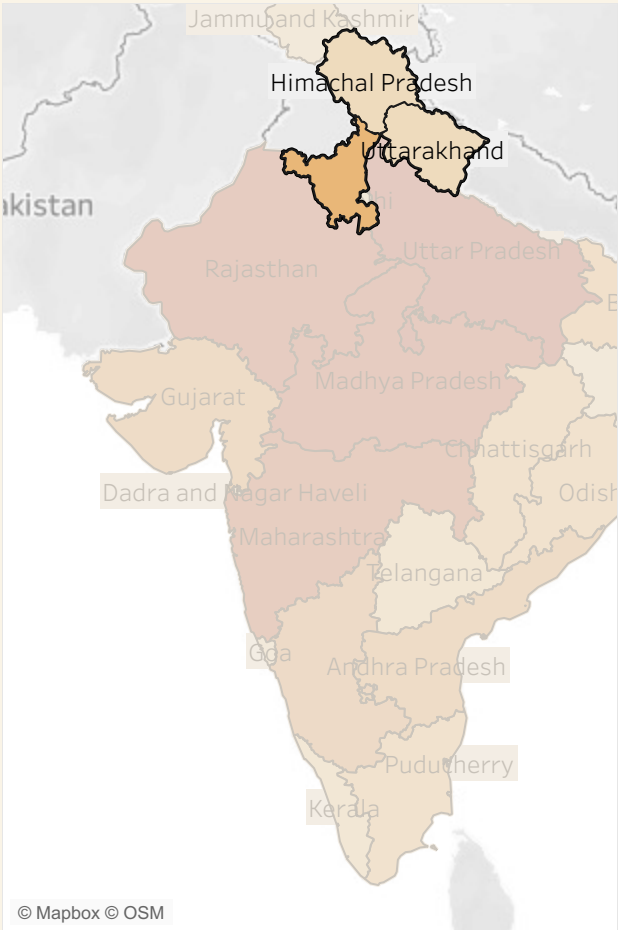 Jammu and Kashmir
Himachal Pradesh
Uttarakhand
akistan
lhi
Uttar Pradesh
Rajasthan
B
Madhya Pradesh
Gujarat
Chhattisgarh
Dadra and Nagar Haveli
Odish
Maharashtra
Telangana
Goa
Andhra Pradesh
Puducherry
Kerala
© Mapbox © OSM